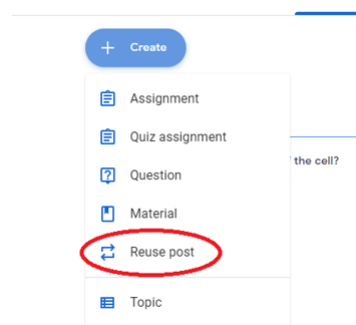 Create
Assignment
Quiz assignment
the cell?
Question
Material
Reuse post
Topic